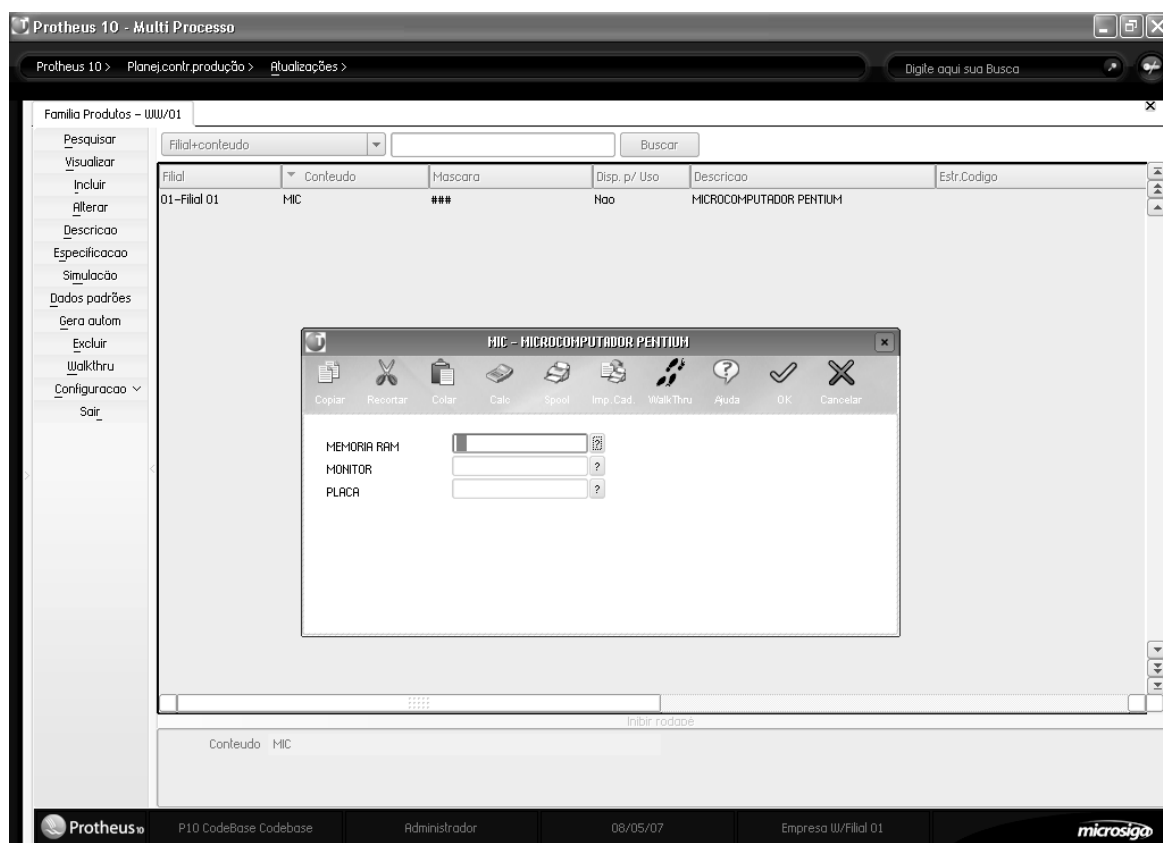 Protheus 10 - Multi Processo
Protheus 10 > Planej.contr.produção > Atualizações >
Digite aqui sua Busca
Familia Produtos – WW/01
Pesquisar
Visualizar
Incluir
Alterar
Descricao
Especificacao
Simulacão
Dados padrões
Gera autom
Excluir
Walkthru
Configuracao
Sair
Filial+conteudo
Buscar
Filial Conteudo Mascara Disp. p/ Uso Descricao Estr.Codigo
01–Filial 01 MIC ### Nao MICROCOMPUTADOR PENTIUM
MIC – MICROCOMPUTADOR PENTIUM
Copiar Recortar Colar Calc Spool Imp.Cad. WalkThru Ajuda OK Cancelar
MEMORIA RAM ?
MONITOR ?
PLACA ?
Inibir rodapé
Conteudo MIC
Protheus10 P10 CodeBase Codebase Administrador 08/05/07 Empresa W/Filial 01 microsiga